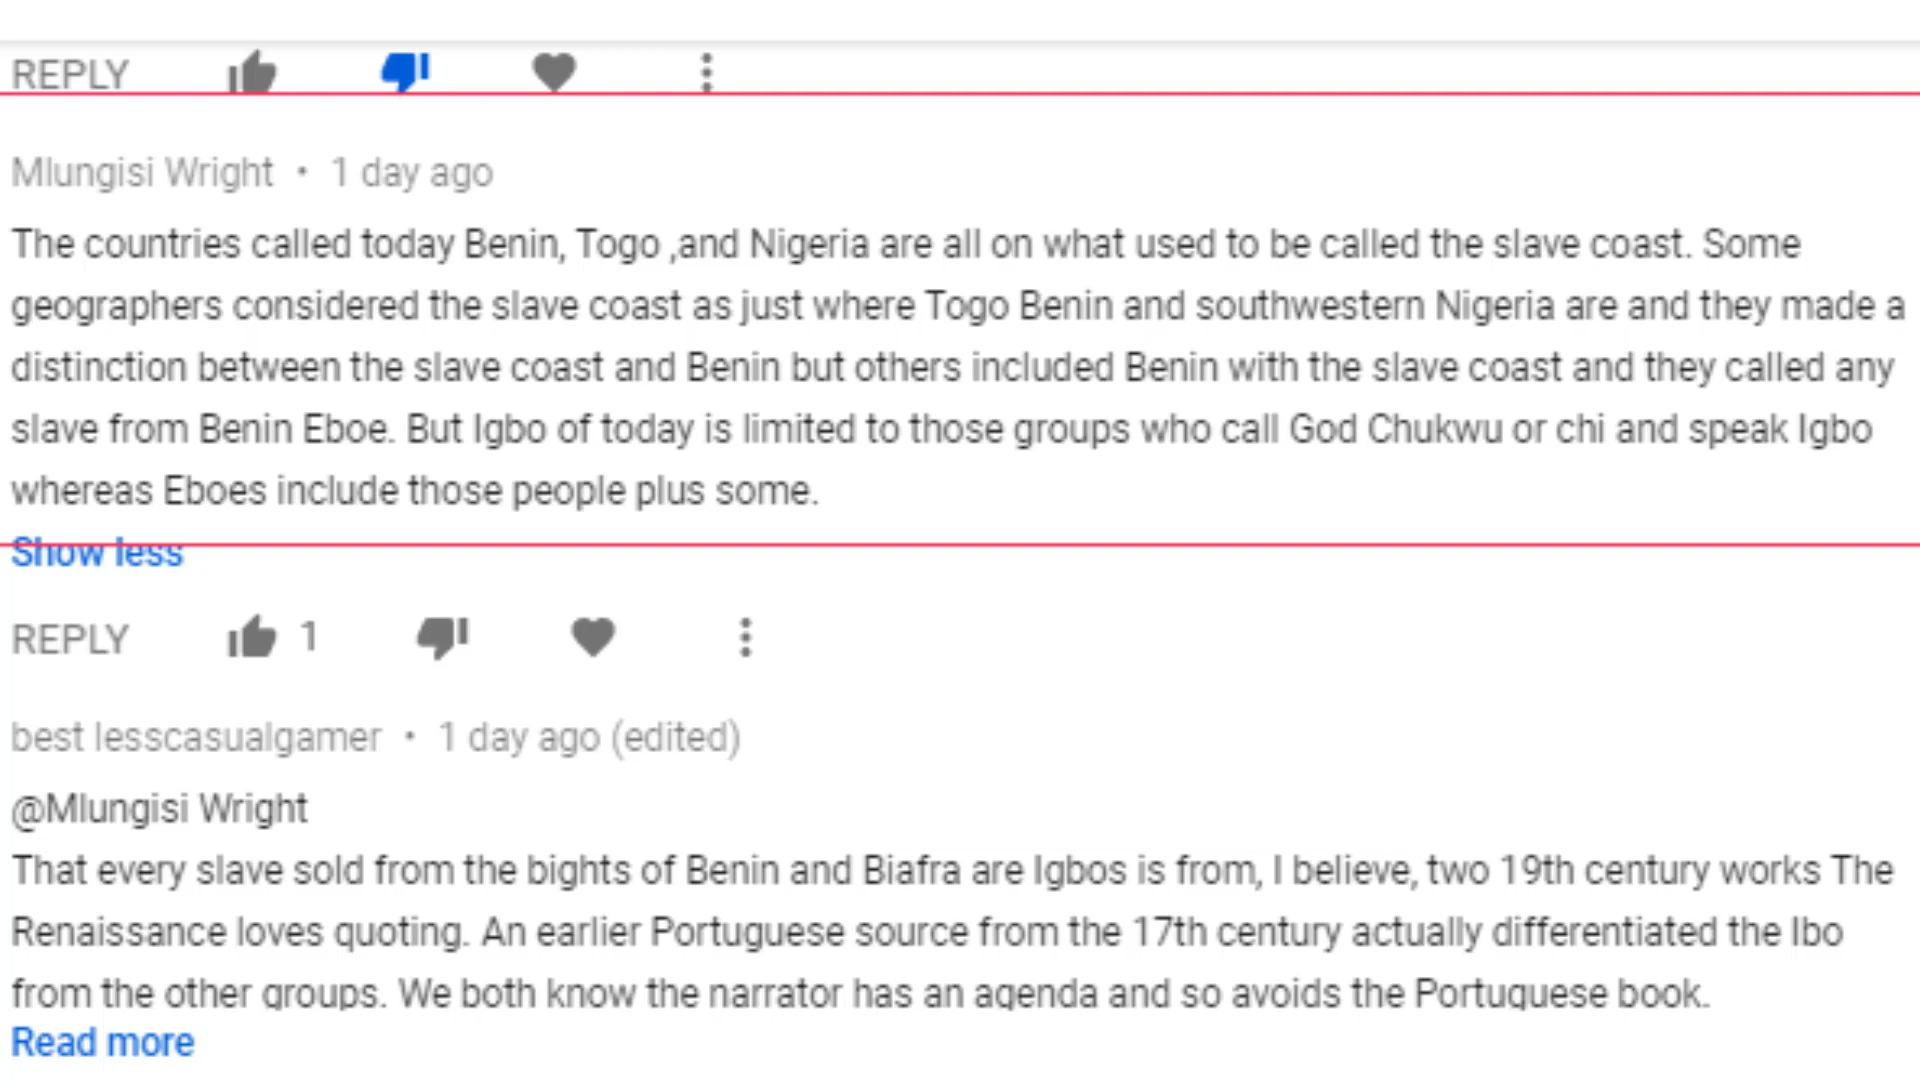 REPLY
Mlungisi Wright • 1 day ago
The countries called today Benin, Togo ,and Nigeria are all on what used to be called the slave coast. Some
geographers considered the slave coast as just where Togo Benin and southwestern Nigeria are and they made a
distinction between the slave coast and Benin but others included Benin with the slave coast and they called any
slave from Benin Eboe. But Igbo of today is limited to those groups who call God Chukwu or chi and speak Igbo
whereas Eboes include those people plus some.
Show less
REPLY 1
best lesscasualgamer • 1 day ago (edited)
@Mlungisi Wright
That every slave sold from the bights of Benin and Biafra are Igbos is from, I believe, two 19th century works The
Renaissance loves quoting. An earlier Portuguese source from the 17th century actually differentiated the Ibo
from the other groups. We both know the narrator has an agenda and so avoids the Portuguese book.
Read more